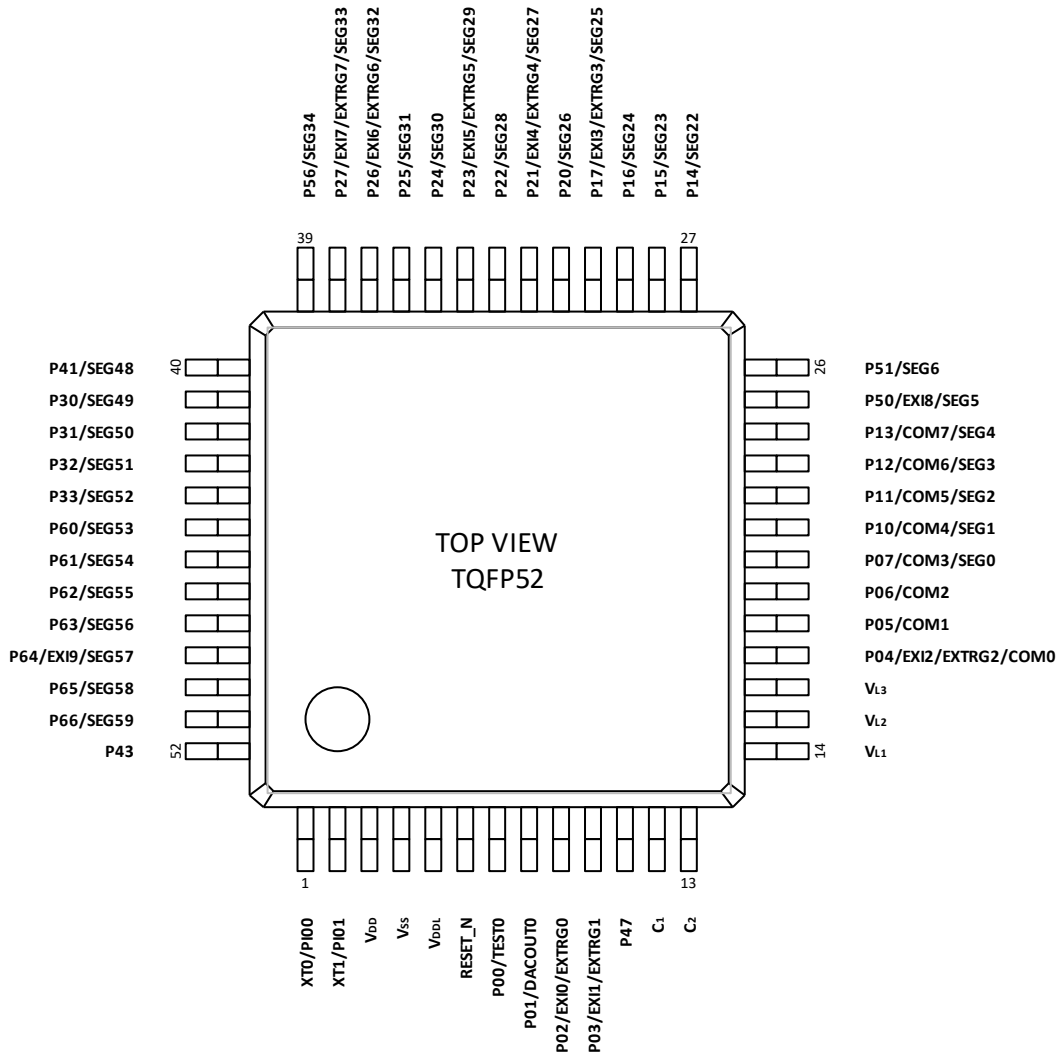 P56/SEG34
P27/EXI7/EXTRG7/SEG33
P26/EXI6/EXTRG6/SEG32
P25/SEG31
P24/SEG30
P23/EXI5/EXTRG5/SEG29
P22/SEG28
P21/EXI4/EXTRG4/SEG27
P20/SEG26
P17/EXI3/EXTRG3/SEG25
P16/SEG24
P15/SEG23
P14/SEG22
39
27
P41/SEG48
40
P30/SEG49
P31/SEG50
P32/SEG51
P33/SEG52
P60/SEG53
P61/SEG54
P62/SEG55
P63/SEG56
P64/EXI9/SEG57
P65/SEG58
P66/SEG59
P43
52
TOP VIEW
TQFP52
26
P51/SEG6
P50/EXI8/SEG5
P13/COM7/SEG4
P12/COM6/SEG3
P11/COM5/SEG2
P10/COM4/SEG1
P07/COM3/SEG0
P06/COM2
P05/COM1
P04/EXI2/EXTRG2/COM0
VL3
VL2
14
VL1
1
13
XT0/PI00
XT1/PI01
VDD
VSS
VDDL
RESET_N
P00/TEST0
P01/DACOUT0
P02/EXI0/EXTRG0
P03/EXI1/EXTRG1
P47
C1
C2